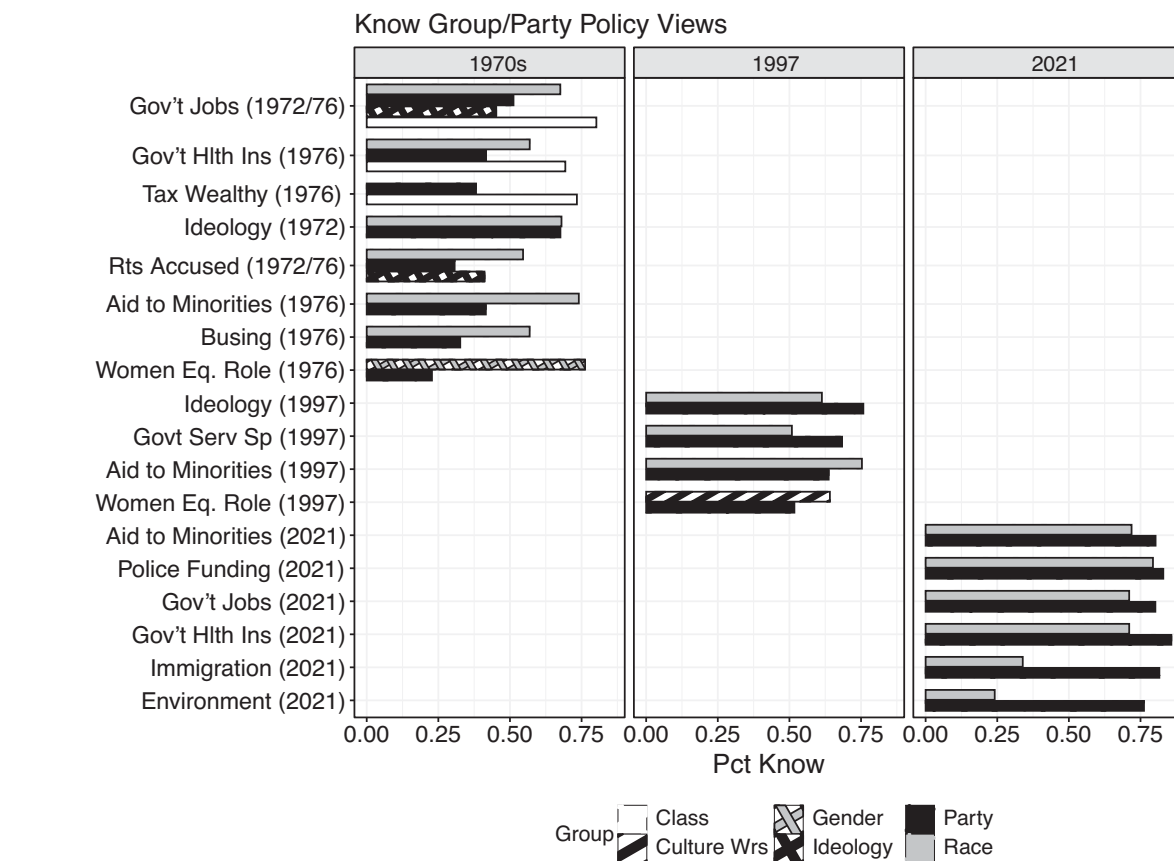 Know Group/Party Policy Views
1970s 1997 2021
Gov't Jobs (1972/76)
Gov't Hlth Ins (1976)
Tax Wealthy (1976)
Ideology (1972)
Rts Accused (1972/76)
Aid to Minorities (1976)
Busing (1976)
Women Eq. Role (1976)
Ideology (1997)
Govt Serv Sp (1997)
Aid to Minorities (1997)
Women Eq. Role (1997)
Aid to Minorities (2021)
Police Funding (2021)
Gov't Jobs (2021)
Gov't Hlth Ins (2021)
Immigration (2021)
Environment (2021)
0.00 0.25 0.50 0.75 0.00 0.25 0.50 0.75 0.00 0.25 0.50 0.75
Pct Know
Group
Class Gender Party
Culture Wrs Ideology Race